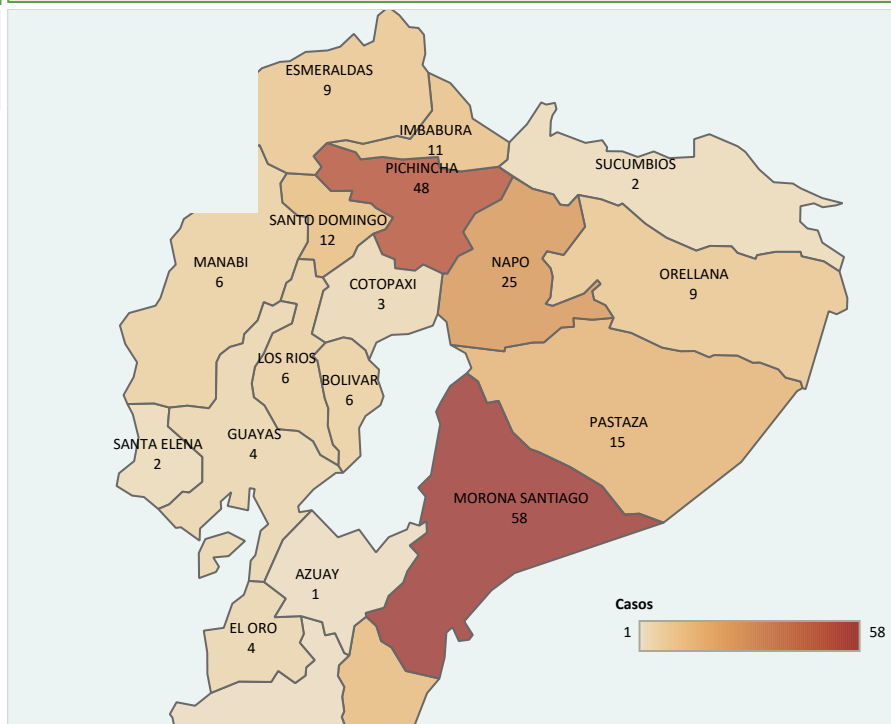 ESMERALDAS
9
IMBABURA
11
PICHINCHA
48
SUCUMBIOS
2
SANTO DOMINGO
12
MANABI
6
NAPO
25
ORELLANA
9
COTOPAXI
3
LOS RIOS
6
BOLIVAR
6
PASTAZA
15
SANTA ELENA
2
GUAYAS
4
MORONA SANTIAGO
58
AZUAY
1
EL ORO
4
Casos
1 58